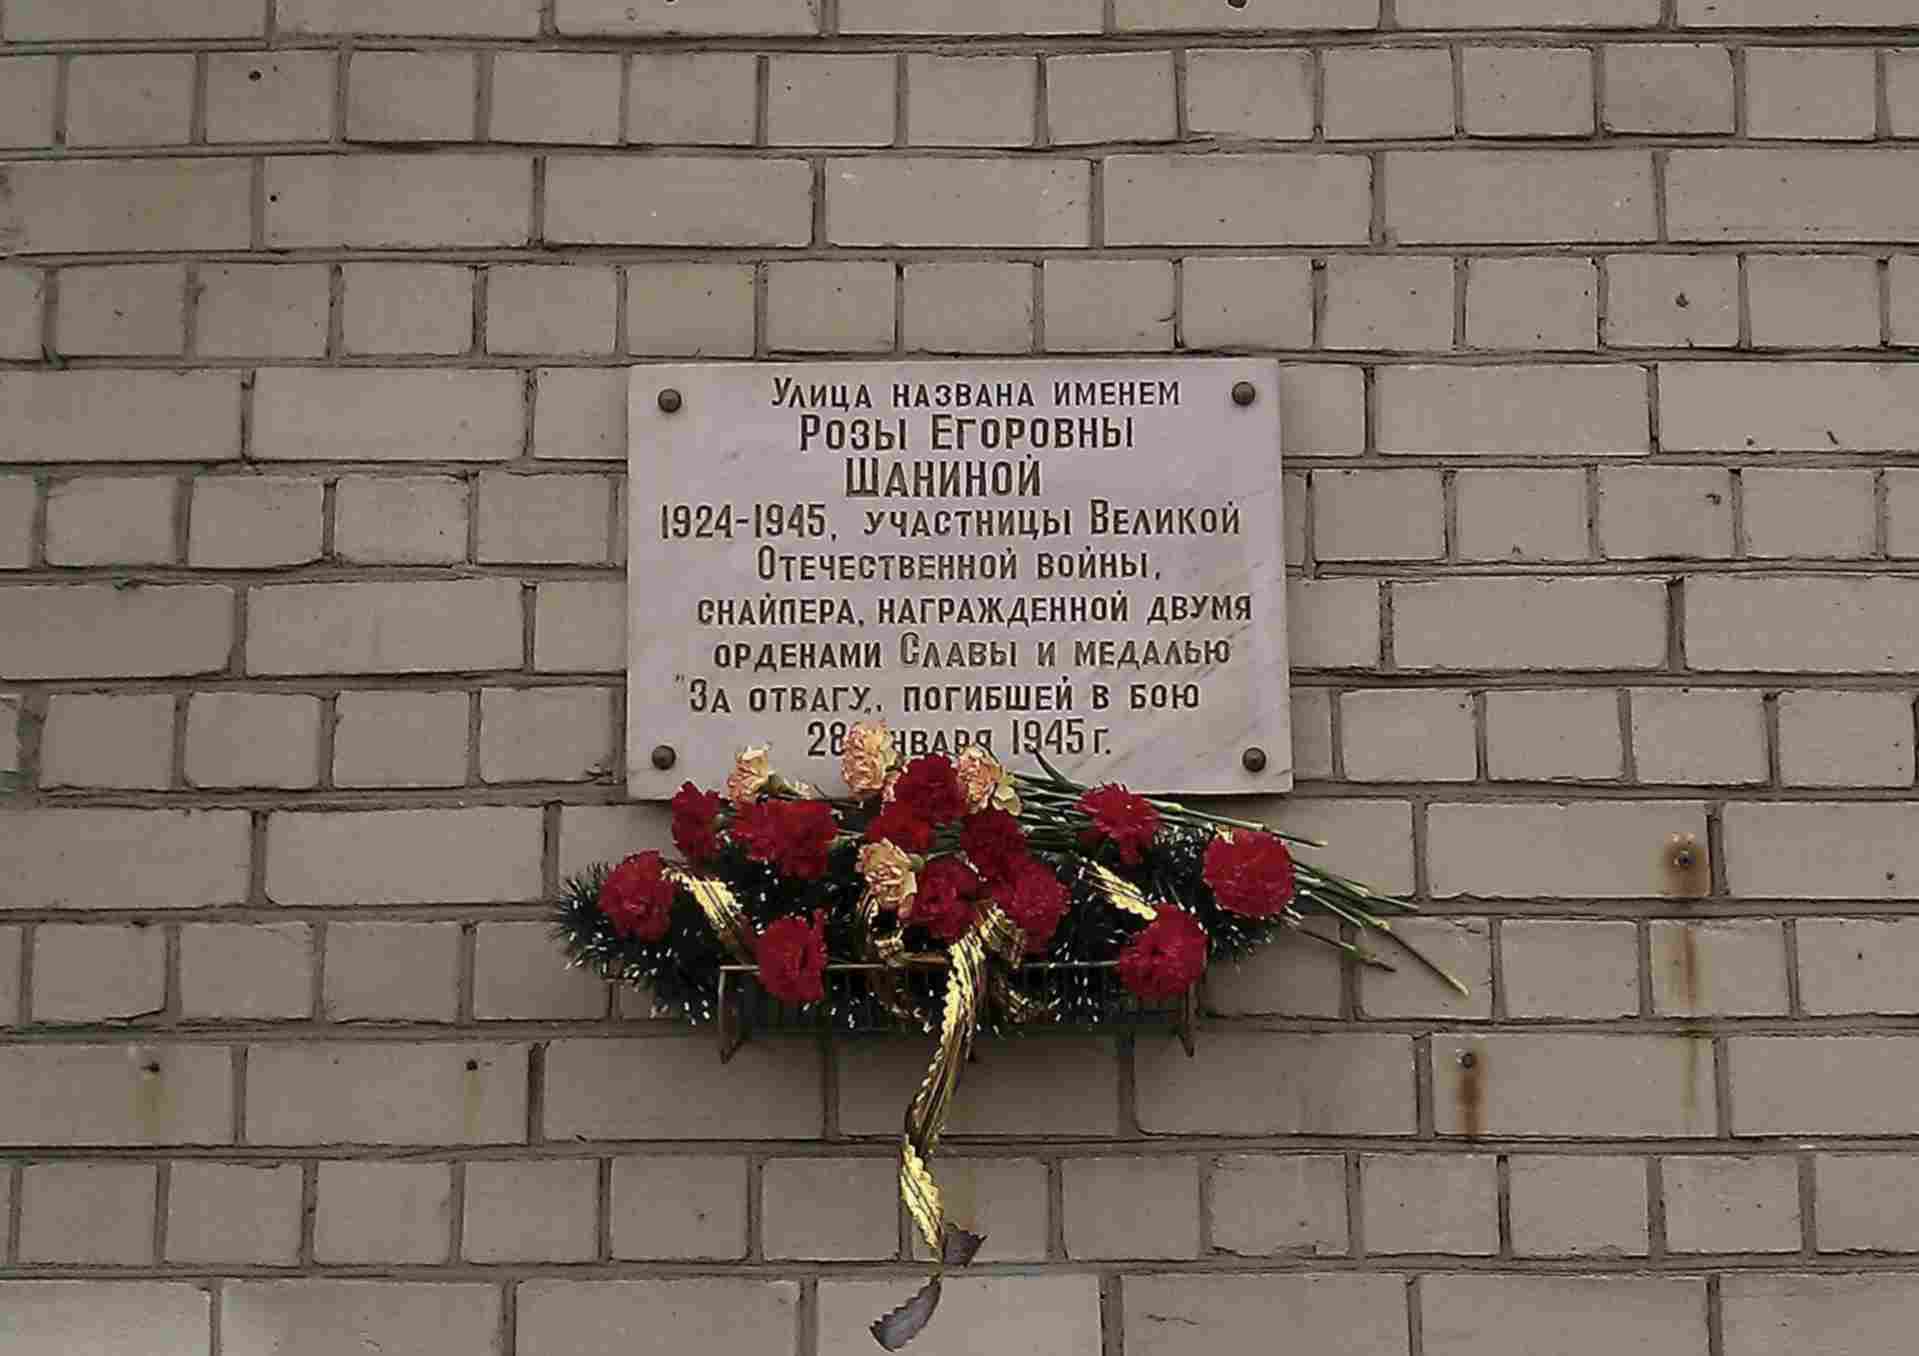 Улица названа именем
Розы Егоровны
Шаниной
1924-1945, участницы Великой
Отечественной войны,
снайпера, награжденной двумя
орденами Славы и медалью
"За отвагу„, погибшей в бою
28 января 1945 г.